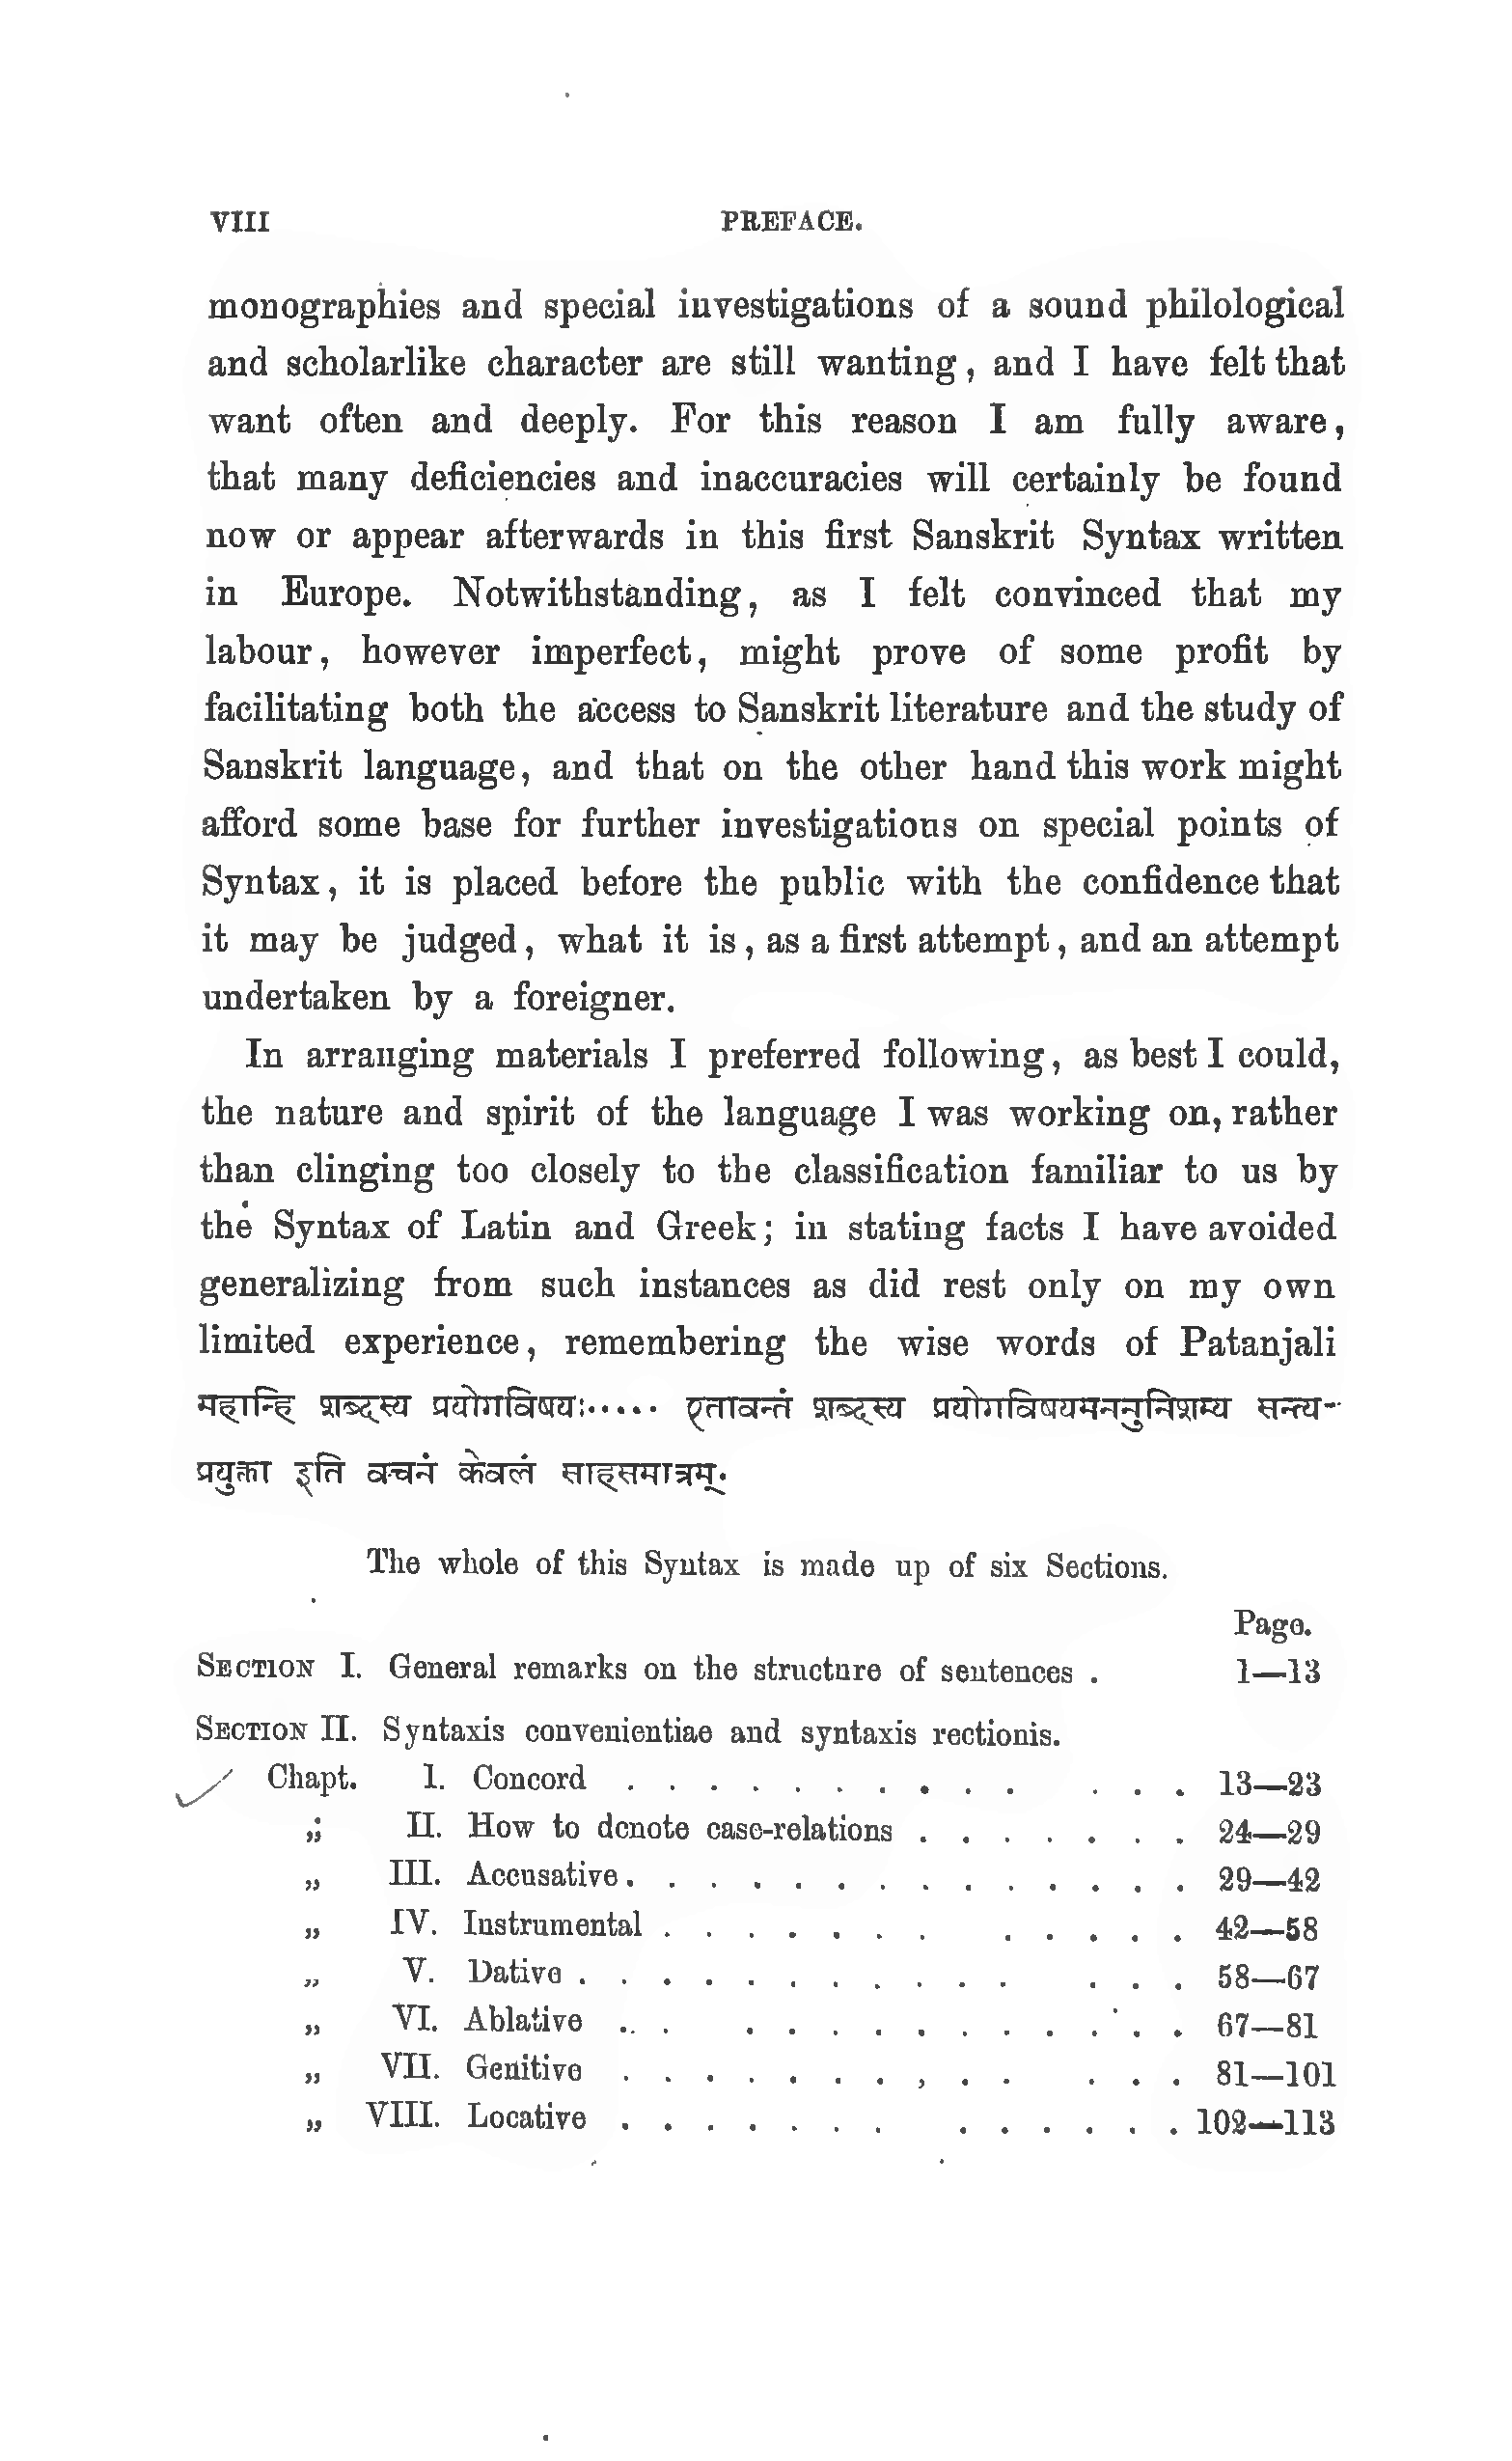 VIII PREFACE.
monographies and special investigations of a sound philological
and scholarlike character are still wanting, and I have felt that
want often and deeply. For this reason I am fully aware,
that many deficiencies and inaccuracies will certainly be found
now or appear afterwards in this first Sanskrit Syntax written
in Europe. Notwithstanding, as I felt convinced that my
labour, however imperfect, might prove of some profit by
facilitating both the access to Sanskrit literature and the study of
Sanskrit language, and that on the other hand this work might
afford some base for further investigations on special points of
Syntax, it is placed before the public with the confidence that
it may be judged, what it is, as a first attempt, and an attempt
undertaken by a foreigner.
In arranging materials I preferred following, as best I could,
the nature and spirit of the language I was working on, rather
than clinging too closely to the classification familiar to us by
the Syntax of Latin and Greek; in stating facts I have avoided
generalizing from such instances as did rest only on my own
limited experience, remembering the wise words of Patanjali
महान्हि शब्दस्य प्रयोगविषयः..... एतावन्तं शब्दस्य प्रयोगविषयमननुनिशम्य सन्त्य-
प्रयुक्ता इति वचनं केवलं साहसमात्रम्.
The whole of this Syntax is made up of six Sections.
Page.
SECTION I. General remarks on the structure of sentences . 1—13
SECTION II. Syntaxis convenientiae and syntaxis rectionis.
Chapt. I. Concord . . . . . . . . . . . . . 13—23
„ II. How to denote case-relations . . . . . . . 24—29
„ III. Accusative . . . . . . . . . . . . . . 29—42
„ IV. Instrumental . . . . . . . . . . . . 42—58
„ V. Dative . . . . . . . . . . . . . . 58—67
„ VI. Ablative . . . . . . . . . . . . . 67—81
„ VII. Genitive . . . . . . . . . . . . . 81—101
„ VIII. Locative . . . . . . . . . . . . . 102—113